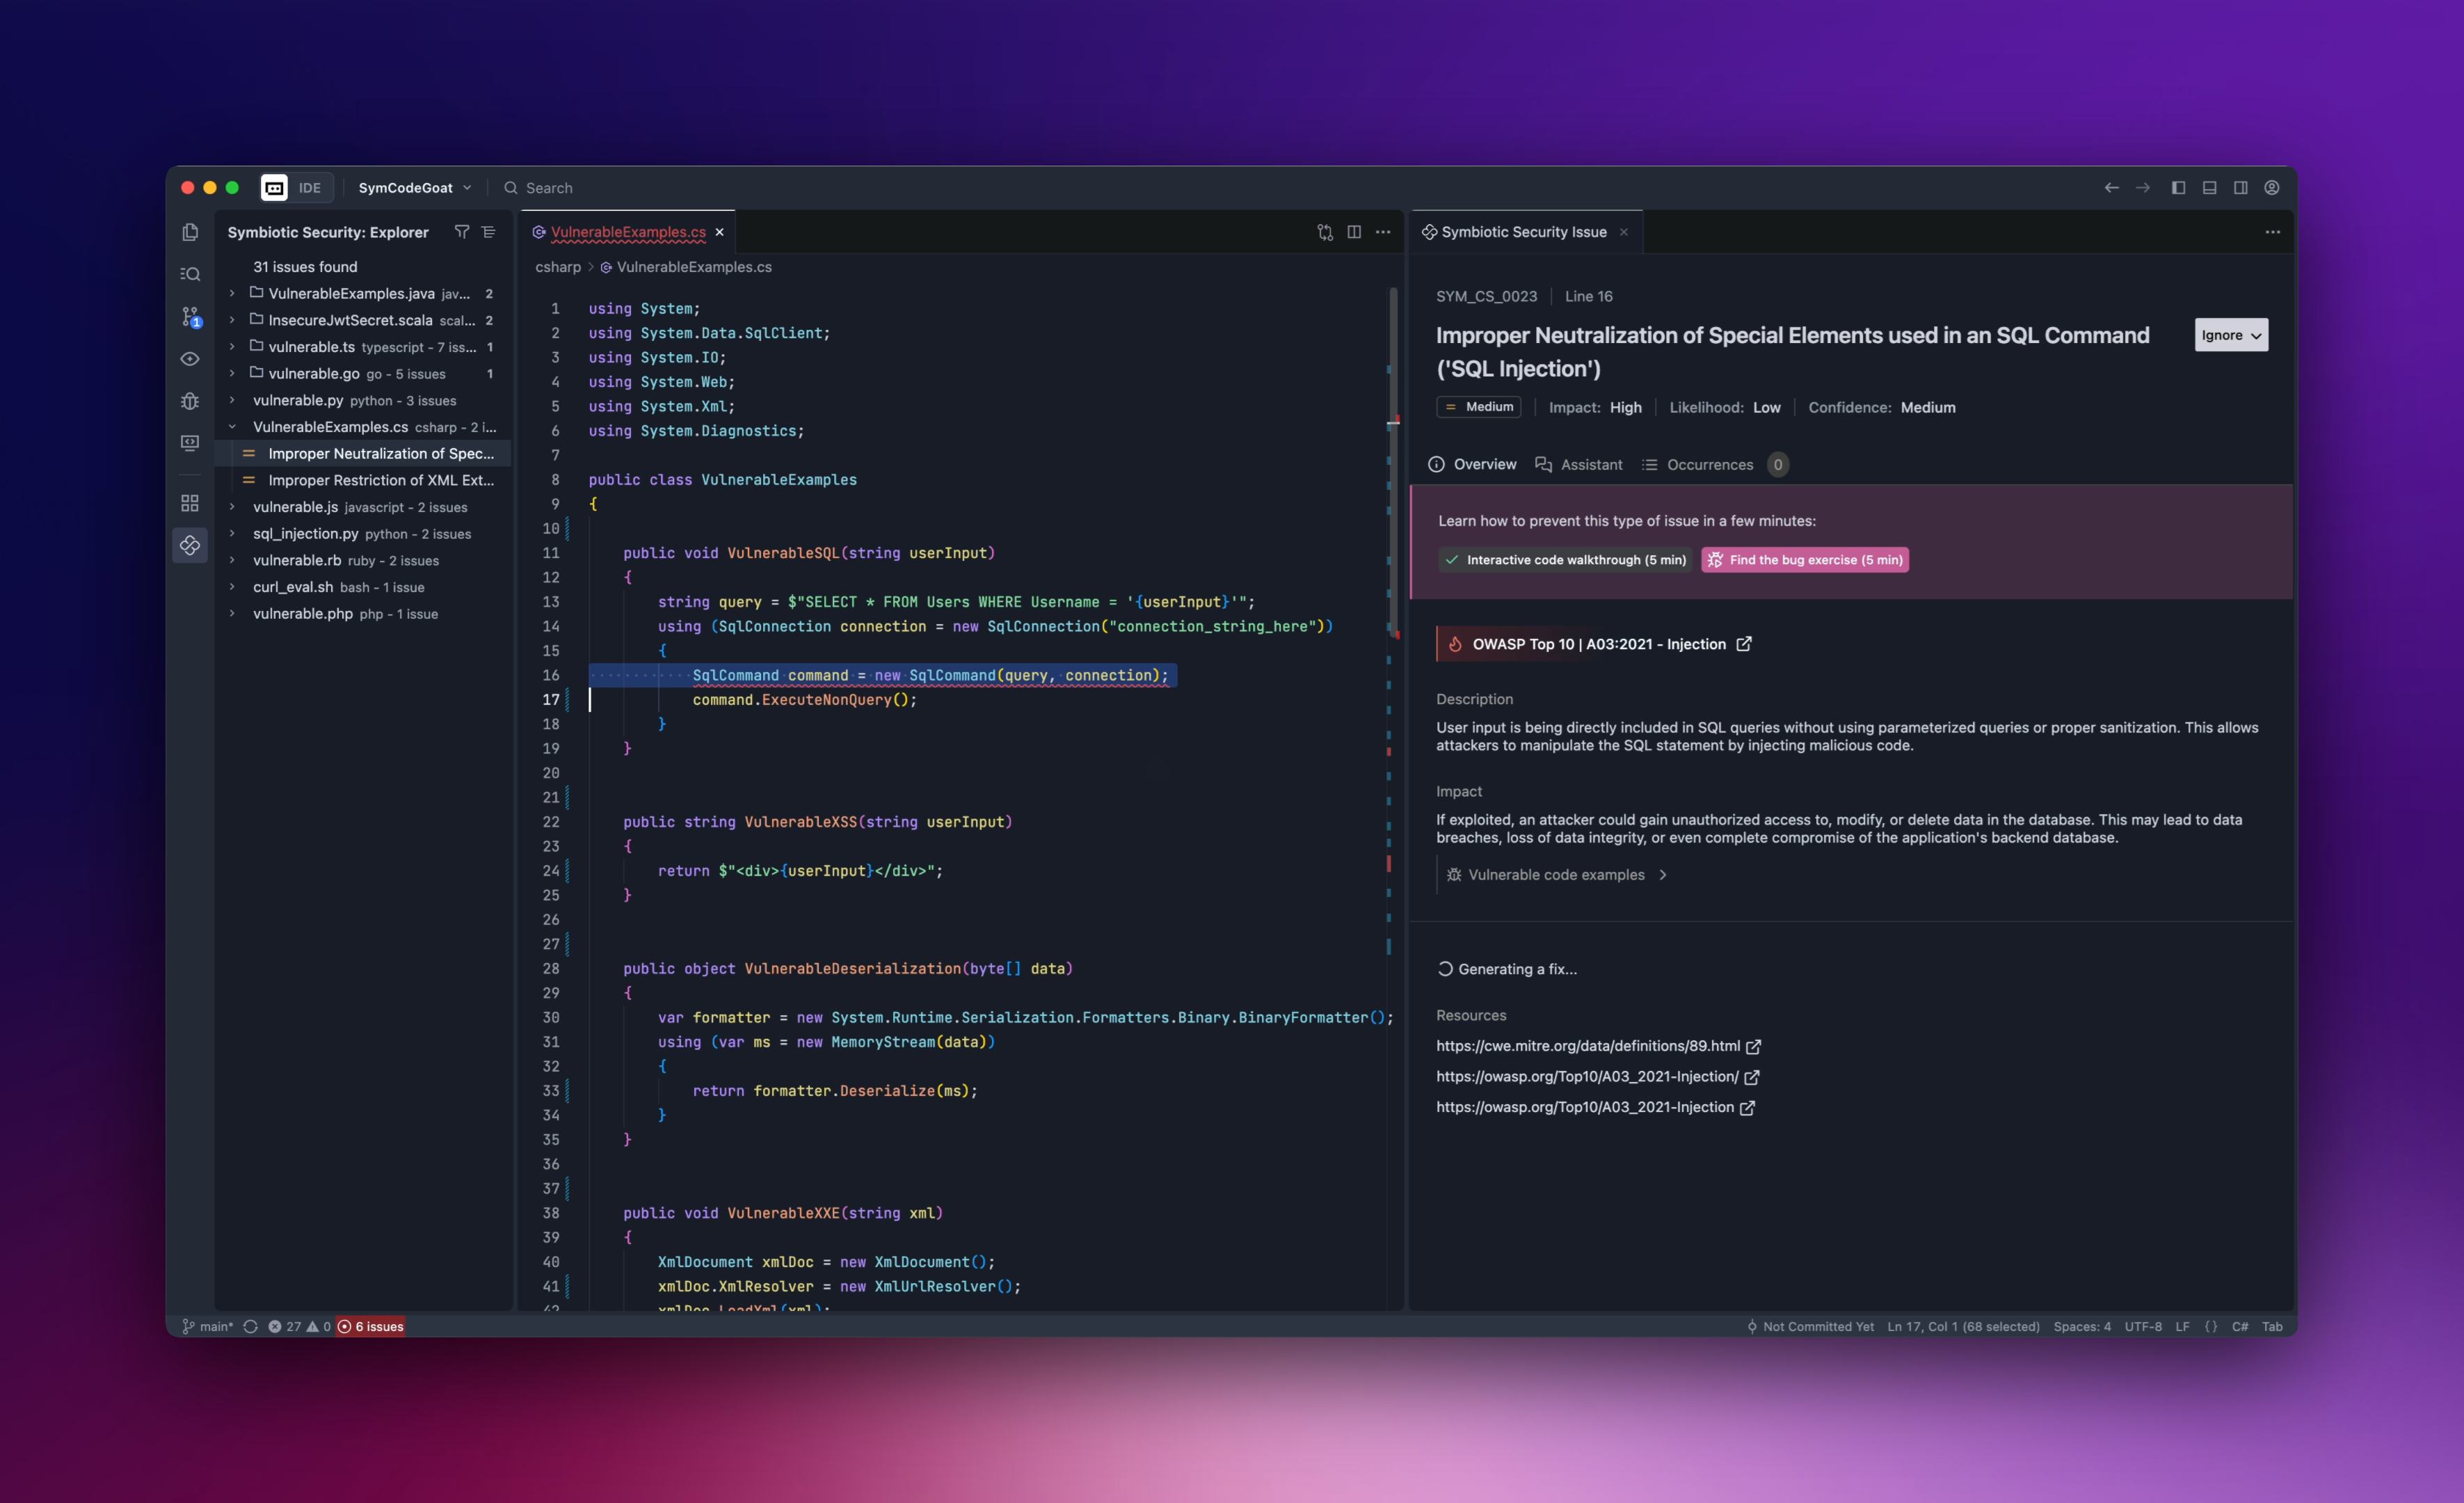 IDE
SymCodeGoat
Search
Symbiotic Security: Explorer
31 issues found
VulnerableExamples.java jav... 2
InsecureJwtSecret.scala scal... 2
vulnerable.ts typescript - 7 iss... 1
vulnerable.go go - 5 issues 1
vulnerable.py python - 3 issues
VulnerableExamples.cs csharp - 2 i...
Improper Neutralization of Spec...
Improper Restriction of XML Ext...
vulnerable.js javascript - 2 issues
sql_injection.py python - 2 issues
vulnerable.rb ruby - 2 issues
curl_eval.sh bash - 1 issue
vulnerable.php php - 1 issue
1
VulnerableExamples.cs
csharp > VulnerableExamples.cs
1 using System;
2 using System.Data.SqlClient;
3 using System.IO;
4 using System.Web;
5 using System.Xml;
6 using System.Diagnostics;
7
8 public class VulnerableExamples
9 {
10
11 public void VulnerableSQL(string userInput)
12 {
13 string query = $"SELECT * FROM Users WHERE Username = '{userInput}'";
14 using (SqlConnection connection = new SqlConnection("connection_string_here"))
15 {
16 SqlCommand command = new SqlCommand(query, connection);
17 command.ExecuteNonQuery();
18 }
19 }
20
21
22 public string VulnerableXSS(string userInput)
23 {
24 return $"<div>{userInput}</div>";
25 }
26
27
28 public object VulnerableDeserialization(byte[] data)
29 {
30 var formatter = new System.Runtime.Serialization.Formatters.Binary.BinaryFormatter();
31 using (var ms = new MemoryStream(data))
32 {
33 return formatter.Deserialize(ms);
34 }
35 }
36
37
38 public void VulnerableXXE(string xml)
39 {
40 XmlDocument xmlDoc = new XmlDocument();
41 xmlDoc.XmlResolver = new XmlUrlResolver();
42 xmlDoc.LoadXml(xml);
Symbiotic Security Issue
SYM_CS_0023 Line 16
Improper Neutralization of Special Elements used in an SQL Command
('SQL Injection')
Ignore
Medium Impact: High Likelihood: Low Confidence: Medium
Overview Assistant Occurrences 0
Learn how to prevent this type of issue in a few minutes:
Interactive code walkthrough (5 min) Find the bug exercise (5 min)
OWASP Top 10 | A03:2021 - Injection
Description
User input is being directly included in SQL queries without using parameterized queries or proper sanitization. This allows
attackers to manipulate the SQL statement by injecting malicious code.
Impact
If exploited, an attacker could gain unauthorized access to, modify, or delete data in the database. This may lead to data
breaches, loss of data integrity, or even complete compromise of the application's backend database.
Vulnerable code examples
Generating a fix...
Resources
https://cwe.mitre.org/data/definitions/89.html
https://owasp.org/Top10/A03_2021-Injection/
https://owasp.org/Top10/A03_2021-Injection
main* 27 0 6 issues
Not Committed Yet Ln 17, Col 1 (68 selected) Spaces: 4 UTF-8 LF {} C# Tab